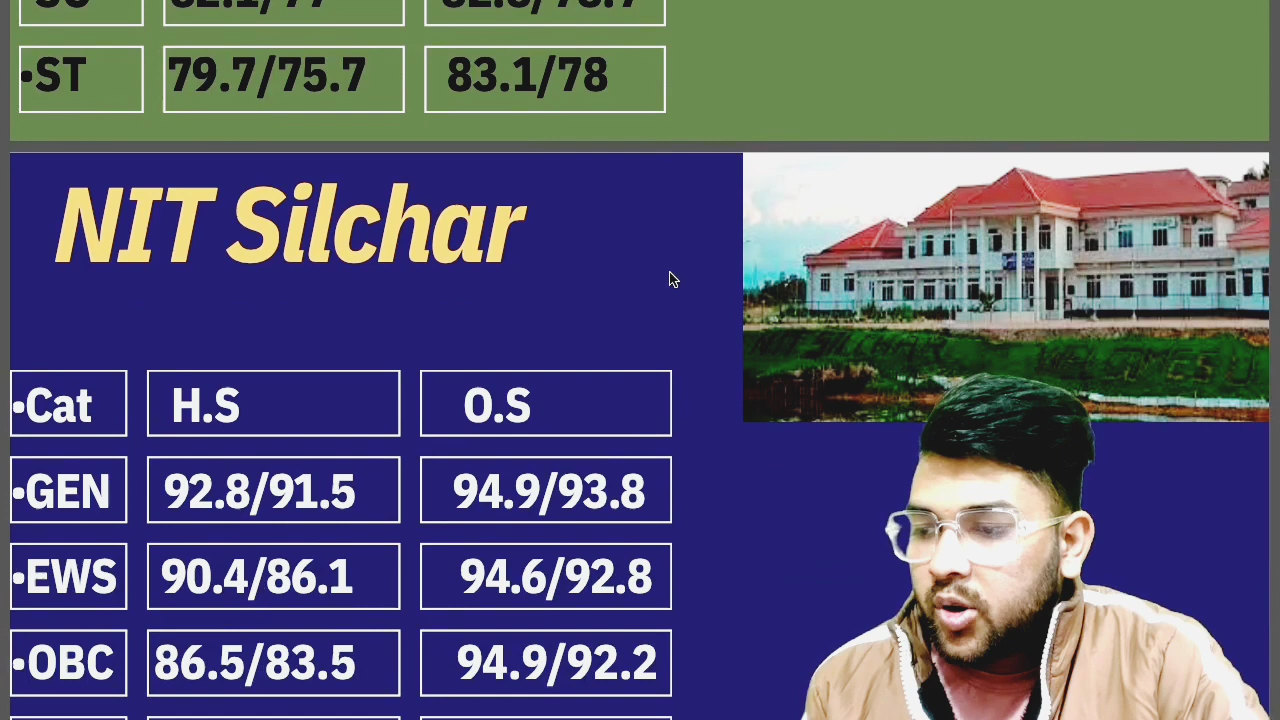 •ST 79.7/75.7 83.1/78
NIT Silchar
•Cat H.S O.S
•GEN 92.8/91.5 94.9/93.8
•EWS 90.4/86.1 94.6/92.8
•OBC 86.5/83.5 94.9/92.2